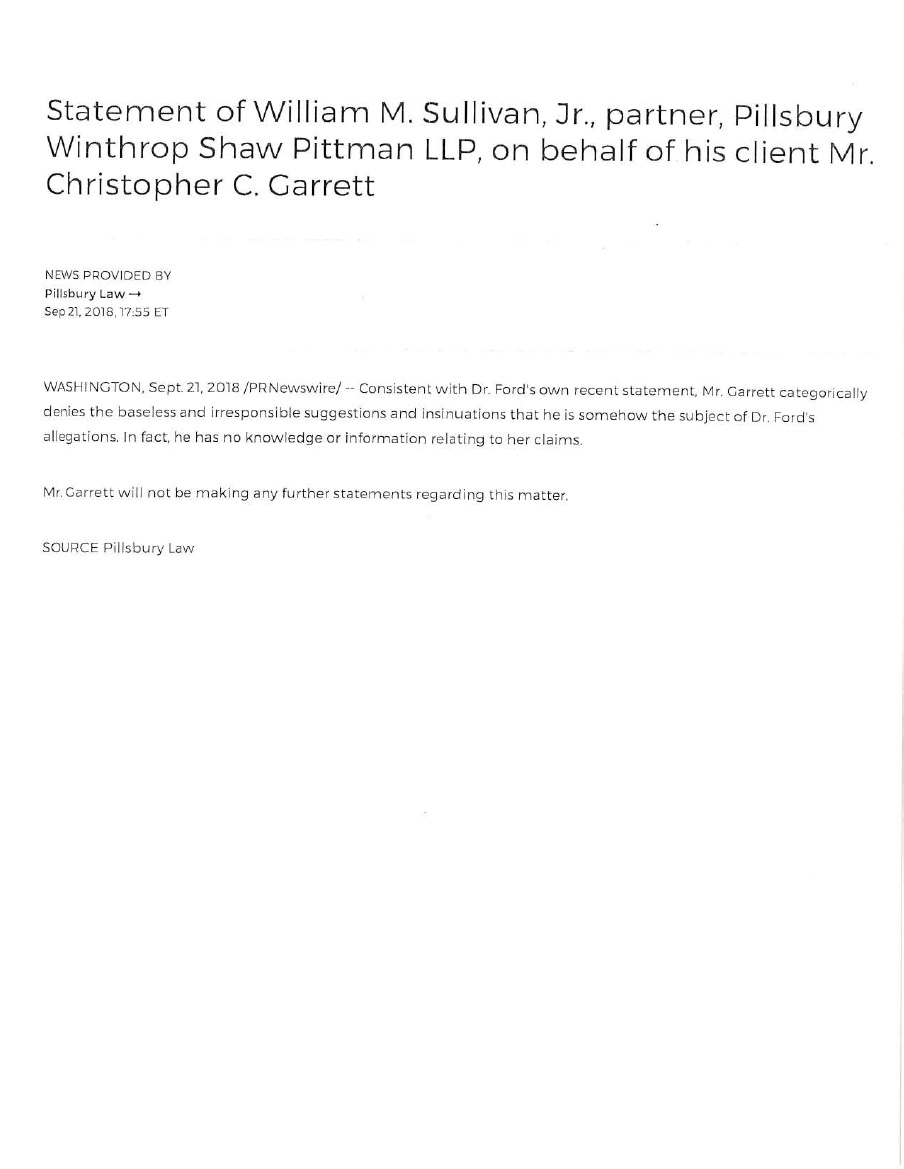 Statement of William M. Sullivan, Jr., partner, Pillsbury
Winthrop Shaw Pittman LLP, on behalf of his client Mr.
Christopher C. Garrett
NEWS PROVIDED BY
Pillsbury Law →
Sep 21, 2018, 17:55 ET
WASHINGTON, Sept. 21, 2018 /PRNewswire/ -- Consistent with Dr. Ford's own recent statement, Mr. Garrett categorically
denies the baseless and irresponsible suggestions and insinuations that he is somehow the subject of Dr. Ford's
allegations. In fact, he has no knowledge or information relating to her claims.
Mr. Garrett will not be making any further statements regarding this matter.
SOURCE Pillsbury Law